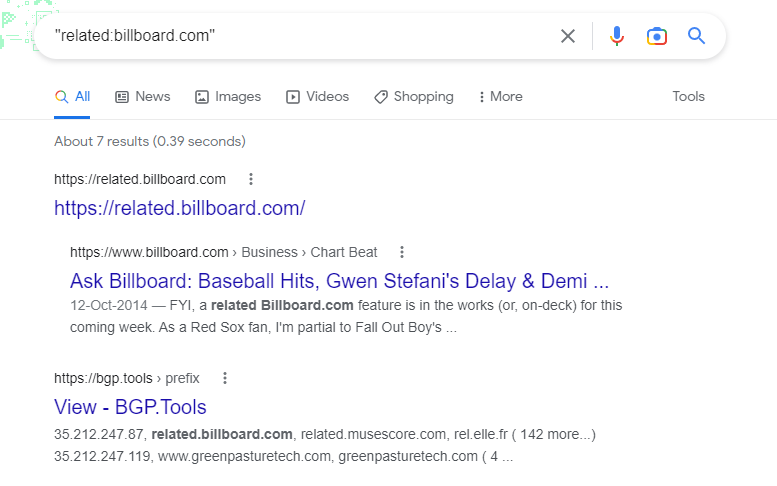 "related:billboard.com"
All News Images Videos Shopping More Tools
About 7 results (0.39 seconds)
https://related.billboard.com
https://related.billboard.com/
https://www.billboard.com › Business › Chart Beat
Ask Billboard: Baseball Hits, Gwen Stefani's Delay & Demi ...
12-Oct-2014 — FYI, a related Billboard.com feature is in the works (or, on-deck) for this
coming week. As a Red Sox fan, I'm partial to Fall Out Boy's ...
https://bgp.tools › prefix
View - BGP.Tools
35.212.247.87, related.billboard.com, related.musescore.com, rel.elle.fr ( 142 more...)
35.212.247.119, www.greenpasturetech.com, greenpasturetech.com ( 4 ...